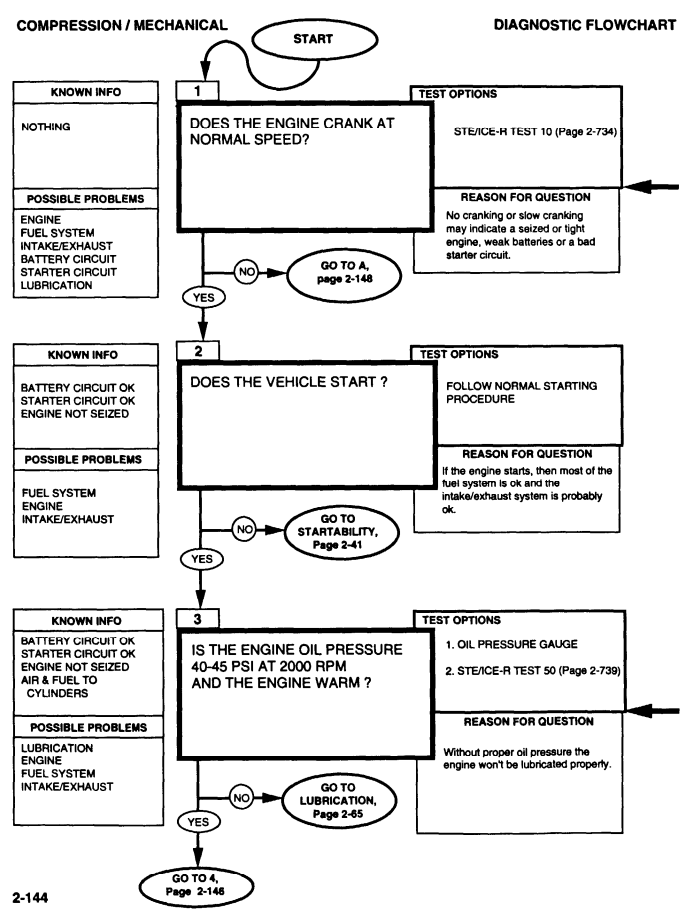 COMPRESSION / MECHANICAL
DIAGNOSTIC FLOWCHART
START
KNOWN INFO
NOTHING
POSSIBLE PROBLEMS
ENGINE
FUEL SYSTEM
INTAKE/EXHAUST
BATTERY CIRCUIT
STARTER CIRCUIT
LUBRICATION
1
DOES THE ENGINE CRANK AT
NORMAL SPEED?
TEST OPTIONS
STE/ICE-R TEST 10 (Page 2-734)
REASON FOR QUESTION
No cranking or slow cranking
may indicate a seized or tight
engine, weak batteries or a bad
starter circuit.
NO
GO TO A,
page 2-148
YES
KNOWN INFO
BATTERY CIRCUIT OK
STARTER CIRCUIT OK
ENGINE NOT SEIZED
POSSIBLE PROBLEMS
FUEL SYSTEM
ENGINE
INTAKE/EXHAUST
2
DOES THE VEHICLE START ?
TEST OPTIONS
FOLLOW NORMAL STARTING
PROCEDURE
REASON FOR QUESTION
If the engine starts, then most of the
fuel system is ok and the
intake/exhaust system is probably
ok.
NO
GO TO
STARTABILITY,
Page 2-41
YES
KNOWN INFO
BATTERY CIRCUIT OK
STARTER CIRCUIT OK
ENGINE NOT SEIZED
AIR & FUEL TO
CYLINDERS
POSSIBLE PROBLEMS
LUBRICATION
ENGINE
FUEL SYSTEM
INTAKE/EXHAUST
3
IS THE ENGINE OIL PRESSURE
40-45 PSI AT 2000 RPM
AND THE ENGINE WARM ?
TEST OPTIONS
1. OIL PRESSURE GAUGE
2. STE/ICE-R TEST 50 (Page 2-739)
REASON FOR QUESTION
Without proper oil pressure the
engine won't be lubricated properly.
NO
GO TO
LUBRICATION,
Page 2-65
YES
GO TO 4,
Page 2-146
2-144